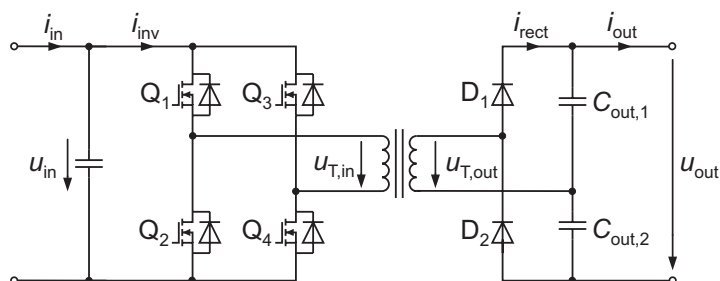 i_in
i_inv
i_rect
i_out
Q_1
Q_3
D_1
C_out,1
u_in
u_T,in
u_T,out
u_out
Q_2
Q_4
D_2
C_out,2